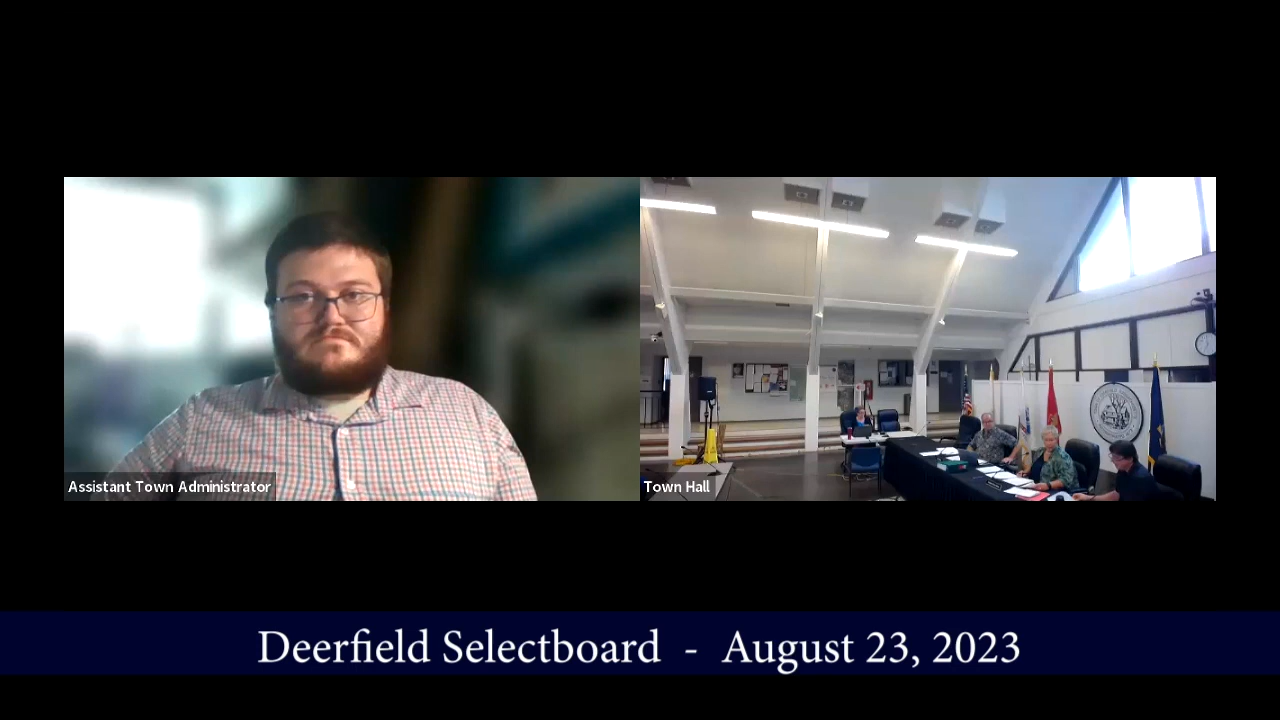 Assistant Town Administrator
Town Hall
Deerfield Selectboard - August 23, 2023